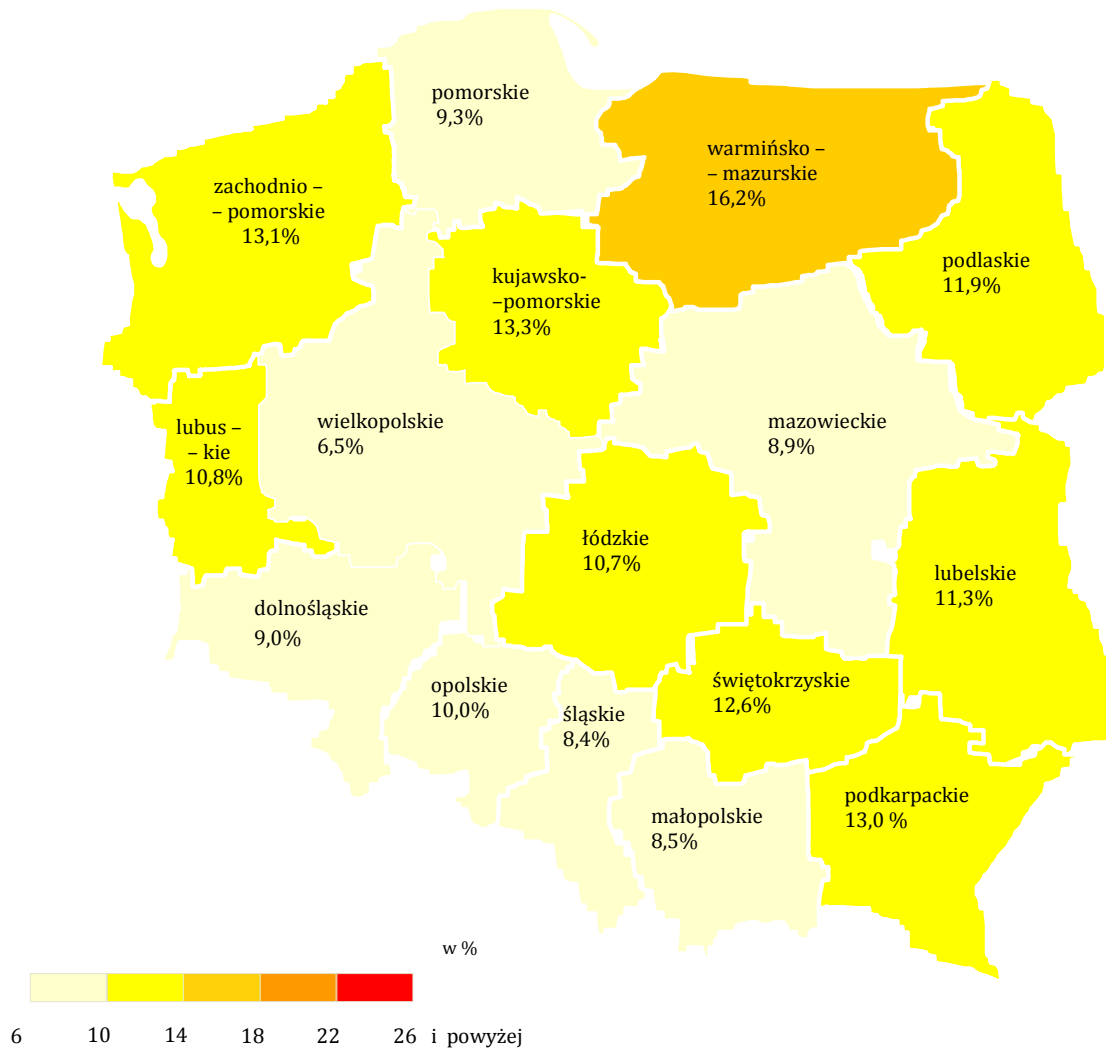 pomorskie
9,3%
warmińsko –
– mazurskie
16,2%
zachodnio –
– pomorskie
13,1%
kujawsko-
–pomorskie
13,3%
podlaskie
11,9%
lubus –
– kie
10,8%
wielkopolskie
6,5%
mazowieckie
8,9%
łódzkie
10,7%
lubelskie
11,3%
dolnośląskie
9,0%
opolskie
10,0%
śląskie
8,4%
świętokrzyskie
12,6%
małopolskie
8,5%
podkarpackie
13,0 %
w %
6 10 14 18 22 26 i powyżej